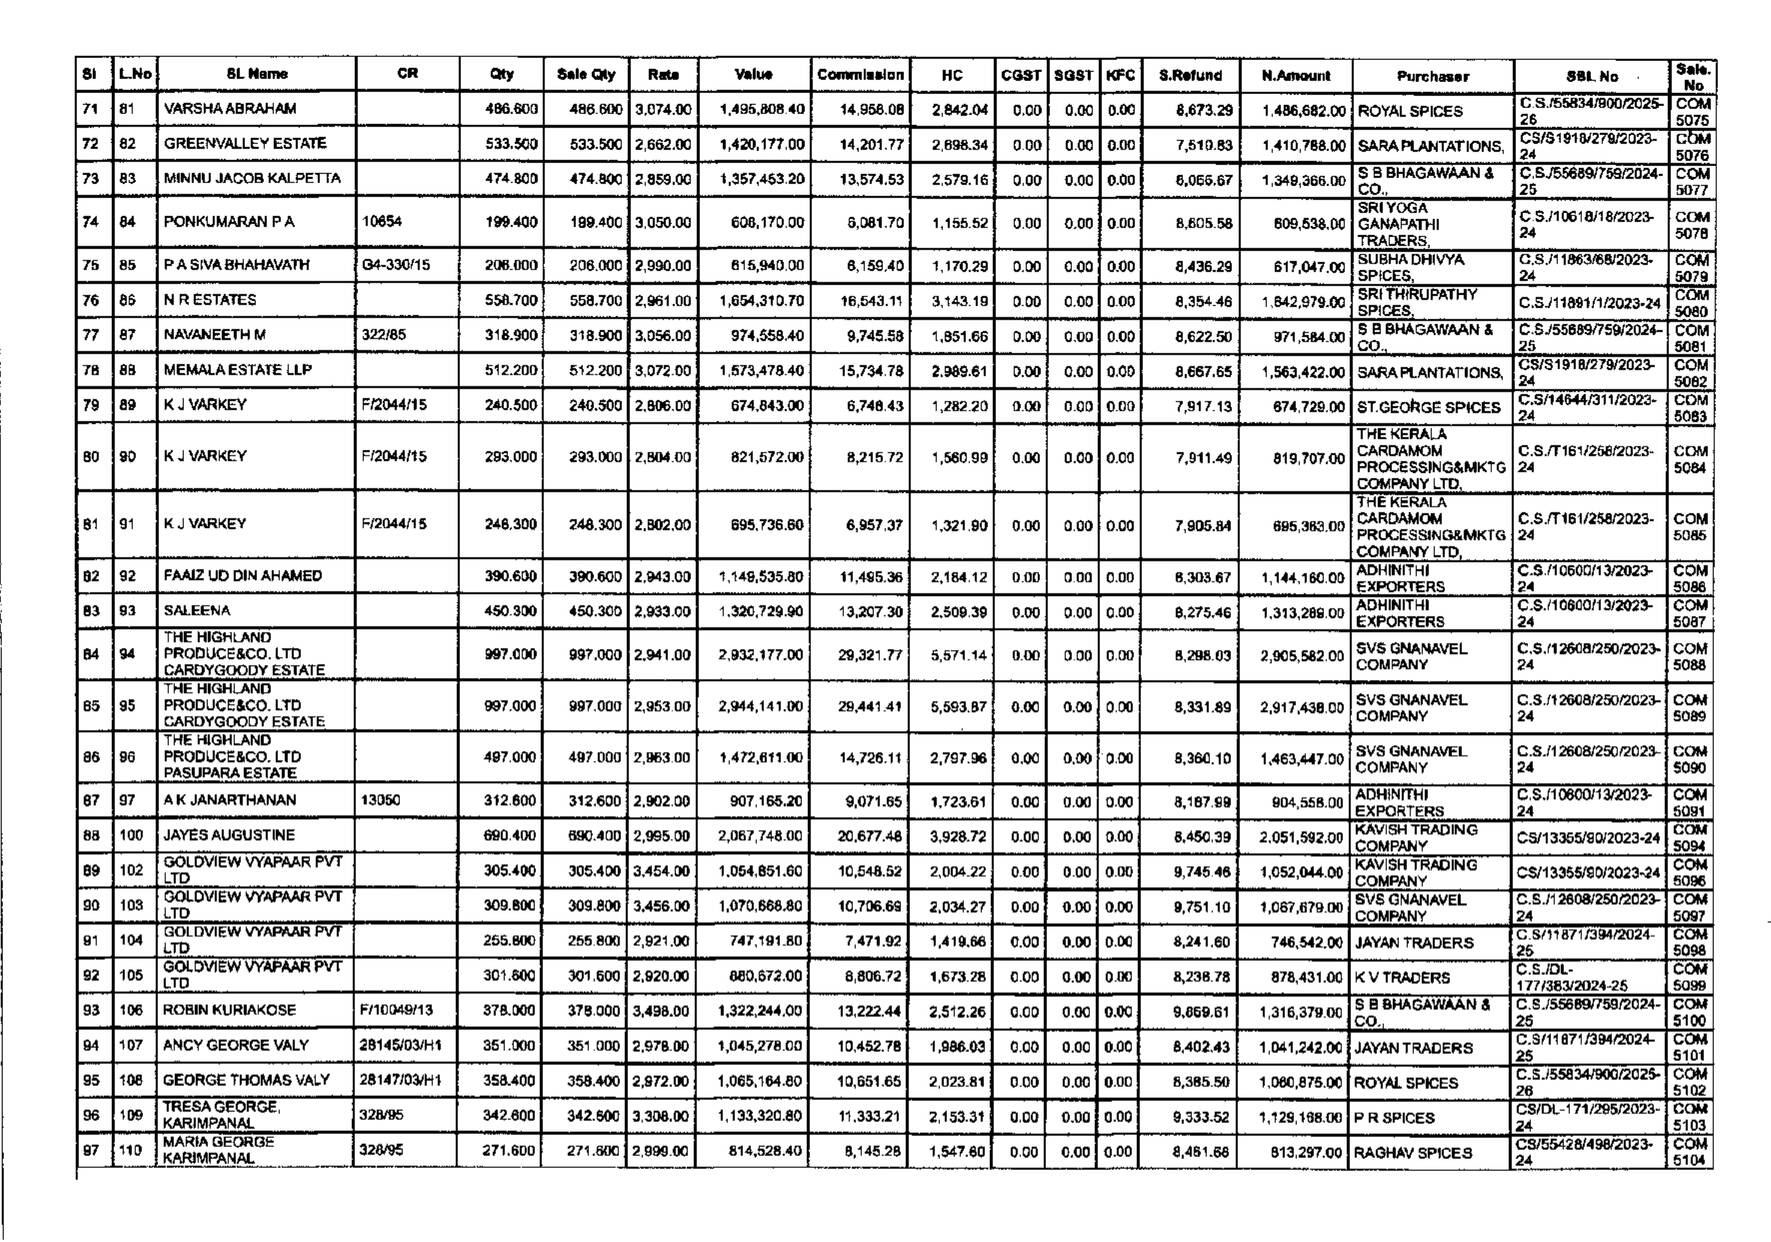 Sl L.No SL Name CR Qty Sale Qty Rate Value Commission HC CGST SGST KFC S.Refund N.Amount Purchaser SBL No Sale. No
71 81 VARSHA ABRAHAM 486.600 486.600 3,074.00 1,495,808.40 14,958.08 2,842.04 0.00 0.00 0.00 8,673.29 1,486,682.00 ROYAL SPICES C.S./55834/900/2025-26 COM 5075
72 82 GREENVALLEY ESTATE 533.500 533.500 2,662.00 1,420,177.00 14,201.77 2,698.34 0.00 0.00 0.00 7,510.83 1,410,788.00 SARA PLANTATIONS, CS/S1918/279/2023-24 COM 5076
73 83 MINNU JACOB KALPETTA 474.800 474.800 2,859.00 1,357,453.20 13,574.53 2,579.16 0.00 0.00 0.00 8,066.67 1,349,366.00 S B BHAGAWAAN & CO., C.S./55689/759/2024-25 COM 5077
74 84 PONKUMARAN P A 10654 199.400 199.400 3,050.00 608,170.00 6,081.70 1,155.52 0.00 0.00 0.00 8,605.58 609,538.00 SRI YOGA GANAPATHI TRADERS, C.S./10618/18/2023-24 COM 5078
75 85 P A SIVA BHAHAVATH G4-330/15 206.000 206.000 2,990.00 615,940.00 6,159.40 1,170.29 0.00 0.00 0.00 8,436.29 617,047.00 SUBHA DHIVYA SPICES, C.S./11863/68/2023-24 COM 5079
76 86 N R ESTATES 558.700 558.700 2,961.00 1,654,310.70 16,543.11 3,143.19 0.00 0.00 0.00 8,354.46 1,642,979.00 SRI THIRUPATHY SPICES, C.S./11891/1/2023-24 COM 5080
77 87 NAVANEETH M 322/85 318.900 318.900 3,056.00 974,558.40 9,745.58 1,851.66 0.00 0.00 0.00 8,622.50 971,584.00 S B BHAGAWAAN & CO., C.S./55689/759/2024-25 COM 5081
78 88 MEMALA ESTATE LLP 512.200 512.200 3,072.00 1,573,478.40 15,734.78 2,989.61 0.00 0.00 0.00 8,667.65 1,563,422.00 SARA PLANTATIONS, CS/S1918/279/2023-24 COM 5082
79 89 K J VARKEY F/2044/15 240.500 240.500 2,806.00 674,843.00 6,748.43 1,282.20 0.00 0.00 0.00 7,917.13 674,729.00 ST.GEORGE SPICES C.S/14644/311/2023-24 COM 5083
80 90 K J VARKEY F/2044/15 293.000 293.000 2,804.00 821,572.00 8,215.72 1,560.99 0.00 0.00 0.00 7,911.49 819,707.00 THE KERALA CARDAMOM PROCESSING&MKTG COMPANY LTD, C.S./T161/258/2023-24 COM 5084
81 91 K J VARKEY F/2044/15 248.300 248.300 2,802.00 695,736.60 6,957.37 1,321.90 0.00 0.00 0.00 7,905.84 695,363.00 THE KERALA CARDAMOM PROCESSING&MKTG COMPANY LTD, C.S./T161/258/2023-24 COM 5085
82 92 FAAIZ UD DIN AHAMED 390.600 390.600 2,943.00 1,149,535.80 11,495.36 2,184.12 0.00 0.00 0.00 8,303.67 1,144,160.00 ADHINITHI EXPORTERS C.S./10600/13/2023-24 COM 5086
83 93 SALEENA 450.300 450.300 2,933.00 1,320,729.90 13,207.30 2,509.39 0.00 0.00 0.00 8,275.46 1,313,289.00 ADHINITHI EXPORTERS C.S./10600/13/2023-24 COM 5087
84 94 THE HIGHLAND PRODUCE&CO. LTD CARDYGOODY ESTATE 997.000 997.000 2,941.00 2,932,177.00 29,321.77 5,571.14 0.00 0.00 0.00 8,298.03 2,905,582.00 SVS GNANAVEL COMPANY C.S./12608/250/2023-24 COM 5088
85 95 THE HIGHLAND PRODUCE&CO. LTD CARDYGOODY ESTATE 997.000 997.000 2,953.00 2,944,141.00 29,441.41 5,593.87 0.00 0.00 0.00 8,331.89 2,917,438.00 SVS GNANAVEL COMPANY C.S./12608/250/2023-24 COM 5089
86 96 THE HIGHLAND PRODUCE&CO. LTD PASUPARA ESTATE 497.000 497.000 2,963.00 1,472,611.00 14,726.11 2,797.96 0.00 0.00 0.00 8,360.10 1,463,447.00 SVS GNANAVEL COMPANY C.S./12608/250/2023-24 COM 5090
87 97 A K JANARTHANAN 13050 312.600 312.600 2,902.00 907,165.20 9,071.65 1,723.61 0.00 0.00 0.00 8,187.99 904,558.00 ADHINITHI EXPORTERS C.S./10600/13/2023-24 COM 5091
88 100 JAYES AUGUSTINE 690.400 690.400 2,995.00 2,067,748.00 20,677.48 3,928.72 0.00 0.00 0.00 8,450.39 2,051,592.00 KAVISH TRADING COMPANY CS/13355/90/2023-24 COM 5094
89 102 GOLDVIEW VYAPAAR PVT LTD 305.400 305.400 3,454.00 1,054,851.60 10,548.52 2,004.22 0.00 0.00 0.00 9,745.46 1,052,044.00 KAVISH TRADING COMPANY CS/13355/90/2023-24 COM 5096
90 103 GOLDVIEW VYAPAAR PVT LTD 309.800 309.800 3,456.00 1,070,668.80 10,706.69 2,034.27 0.00 0.00 0.00 9,751.10 1,067,679.00 SVS GNANAVEL COMPANY C.S./12608/250/2023-24 COM 5097
91 104 GOLDVIEW VYAPAAR PVT LTD 255.800 255.800 2,921.00 747,191.80 7,471.92 1,419.66 0.00 0.00 0.00 8,241.60 746,542.00 JAYAN TRADERS C.S/11871/394/2024-25 COM 5098
92 105 GOLDVIEW VYAPAAR PVT LTD 301.600 301.600 2,920.00 880,672.00 8,806.72 1,673.28 0.00 0.00 0.00 8,238.78 878,431.00 K V TRADERS C.S./DL-177/383/2024-25 COM 5099
93 106 ROBIN KURIAKOSE F/10049/13 378.000 378.000 3,498.00 1,322,244.00 13,222.44 2,512.26 0.00 0.00 0.00 9,869.61 1,316,379.00 S B BHAGAWAAN & CO., C.S./55689/759/2024-25 COM 5100
94 107 ANCY GEORGE VALY 28145/03/H1 351.000 351.000 2,978.00 1,045,278.00 10,452.78 1,986.03 0.00 0.00 0.00 8,402.43 1,041,242.00 JAYAN TRADERS C.S/11871/394/2024-25 COM 5101
95 108 GEORGE THOMAS VALY 28147/03/H1 358.400 358.400 2,972.00 1,065,164.80 10,651.65 2,023.81 0.00 0.00 0.00 8,385.50 1,060,875.00 ROYAL SPICES C.S./55834/900/2025-26 COM 5102
96 109 TRESA GEORGE, KARIMPANAL 328/95 342.600 342.600 3,308.00 1,133,320.80 11,333.21 2,153.31 0.00 0.00 0.00 9,333.52 1,129,168.00 P R SPICES CS/DL-171/295/2023-24 COM 5103
97 110 MARIA GEORGE KARIMPANAL 328/95 271.600 271.600 2,999.00 814,528.40 8,145.28 1,547.60 0.00 0.00 0.00 8,461.68 813,297.00 RAGHAV SPICES CS/55428/498/2023-24 COM 5104